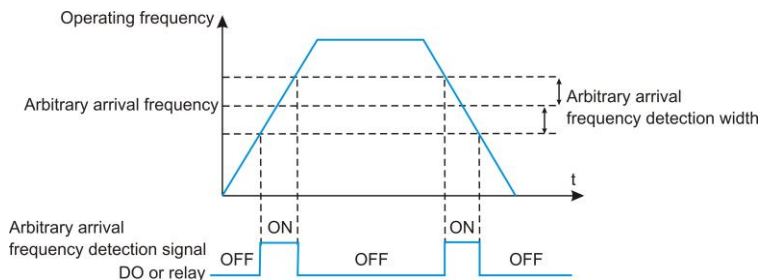 Operating frequency
Arbitrary arrival frequency
Arbitrary arrival
frequency detection width
t
Arbitrary arrival
frequency detection signal
DO or relay
OFF
ON
OFF
ON
OFF